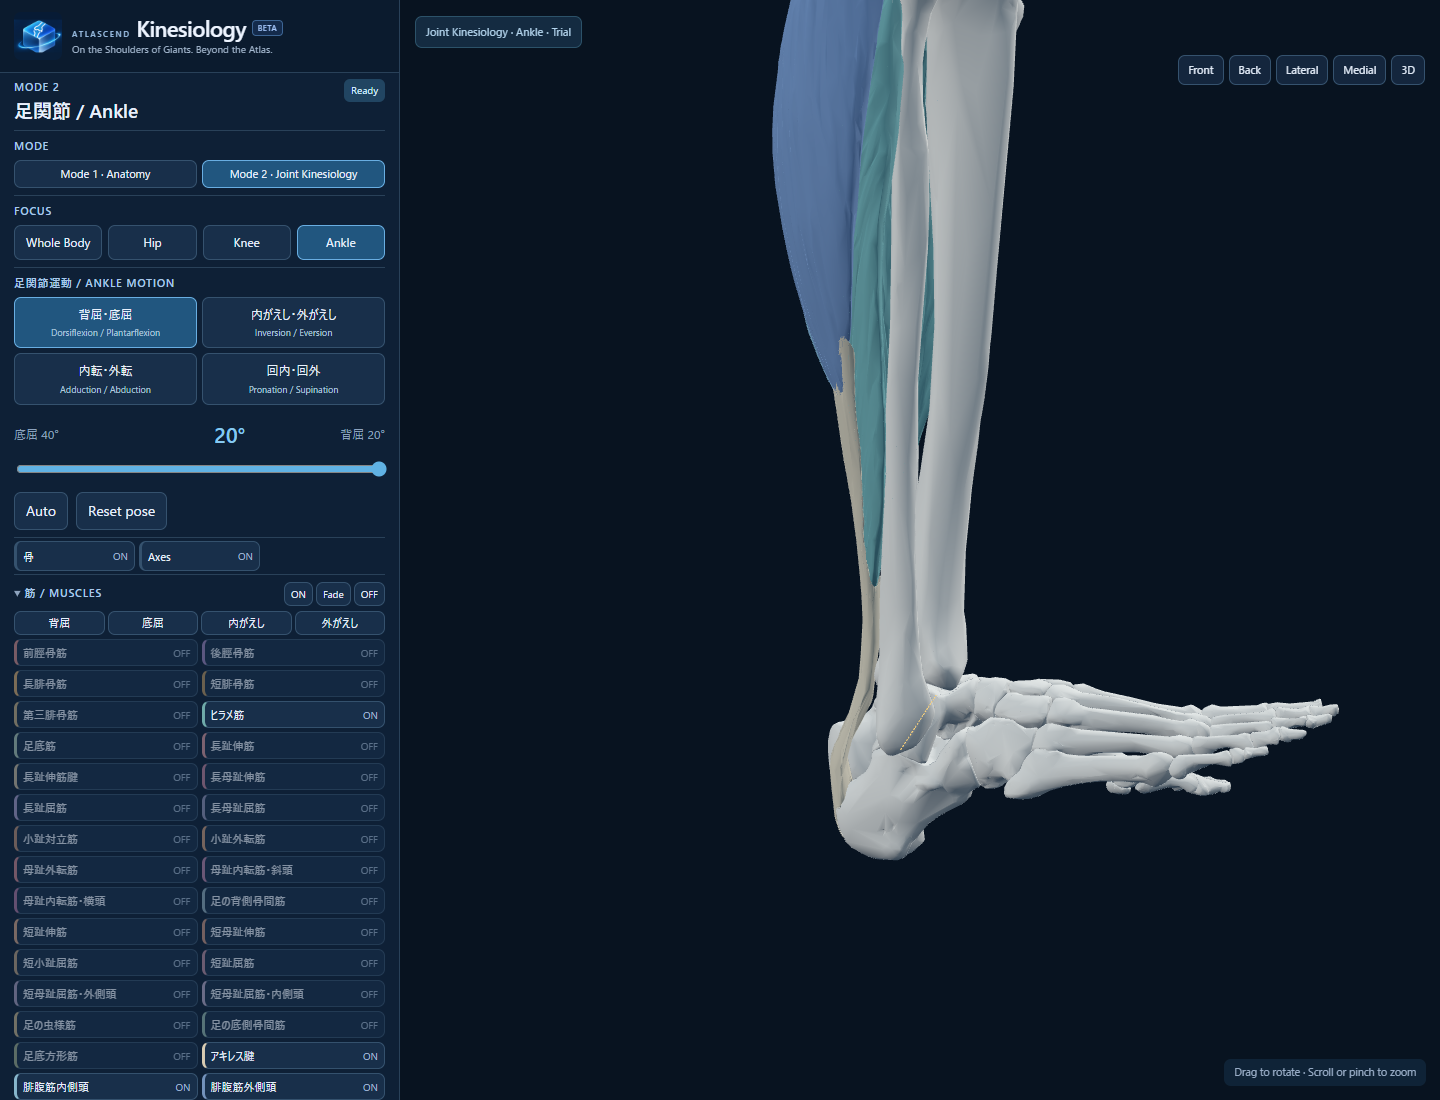 ATLASCEND Kinesiology BETA
On the Shoulders of Giants. Beyond the Atlas.
MODE 2
足関節 / Ankle
Ready
MODE
Mode 1 · Anatomy
Mode 2 · Joint Kinesiology
FOCUS
Whole Body
Hip
Knee
Ankle
足関節運動 / ANKLE MOTION
背屈・底屈
Dorsiflexion / Plantarflexion
内がえし・外がえし
Inversion / Eversion
内転・外転
Adduction / Abduction
回内・回外
Pronation / Supination
底屈 40°
20°
背屈 20°
Auto
Reset pose
骨 ON
Axes ON
▼ 筋 / MUSCLES
ON
Fade
OFF
背屈
底屈
内がえし
外がえし
前脛骨筋 OFF
後脛骨筋 OFF
長腓骨筋 OFF
短腓骨筋 OFF
第三腓骨筋 OFF
ヒラメ筋 ON
足底筋 OFF
長趾伸筋 OFF
長趾伸筋腱 OFF
長母趾伸筋 OFF
長趾屈筋 OFF
長母趾屈筋 OFF
小趾対立筋 OFF
小趾外転筋 OFF
母趾外転筋 OFF
母趾内転筋・斜頭 OFF
母趾内転筋・横頭 OFF
足の背側骨間筋 OFF
短趾伸筋 OFF
短母趾伸筋 OFF
短小趾屈筋 OFF
短趾屈筋 OFF
短母趾屈筋・外側頭 OFF
短母趾屈筋・内側頭 OFF
足の虫様筋 OFF
足の底側骨間筋 OFF
足底方形筋 OFF
アキレス腱 ON
腓腹筋内側頭 ON
腓腹筋外側頭 ON
Joint Kinesiology · Ankle · Trial
Front
Back
Lateral
Medial
3D
Drag to rotate · Scroll or pinch to zoom